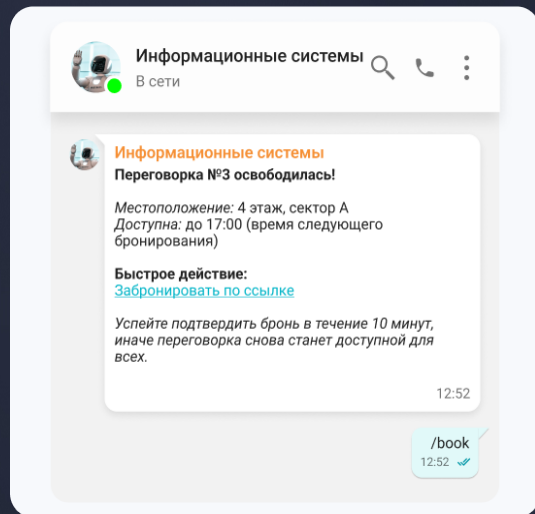 Информационные системы
В сети
Информационные системы
Переговорка №3 освободилась!
Местоположение: 4 этаж, сектор А
Доступна: до 17:00 (время следующего
бронирования)
Быстрое действие:
Забронировать по ссылке
Успейте подтвердить бронь в течение 10 минут,
иначе переговорка снова станет доступной для
всех.
12:52
/book
12:52